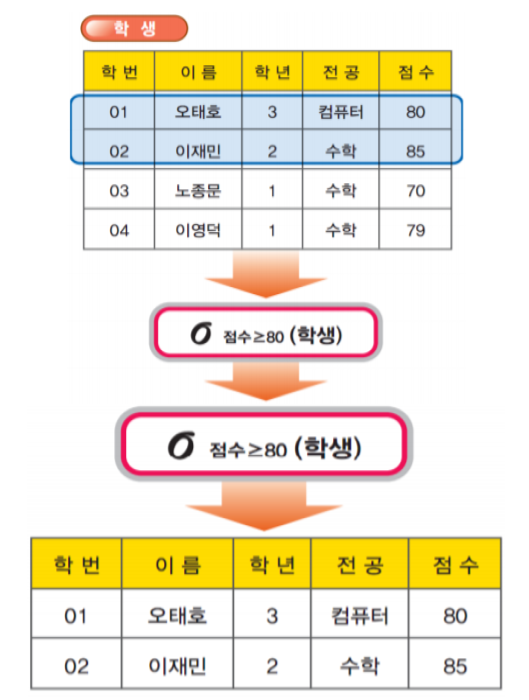 학 생
학 번 이 름 학 년 전 공 점 수
01 오태호 3 컴퓨터 80
02 이재민 2 수학 85
03 노종문 1 수학 70
04 이영덕 1 수학 79
σ 점수≥80 (학생)
σ 점수≥80 (학생)
학 번 이 름 학 년 전 공 점 수
01 오태호 3 컴퓨터 80
02 이재민 2 수학 85